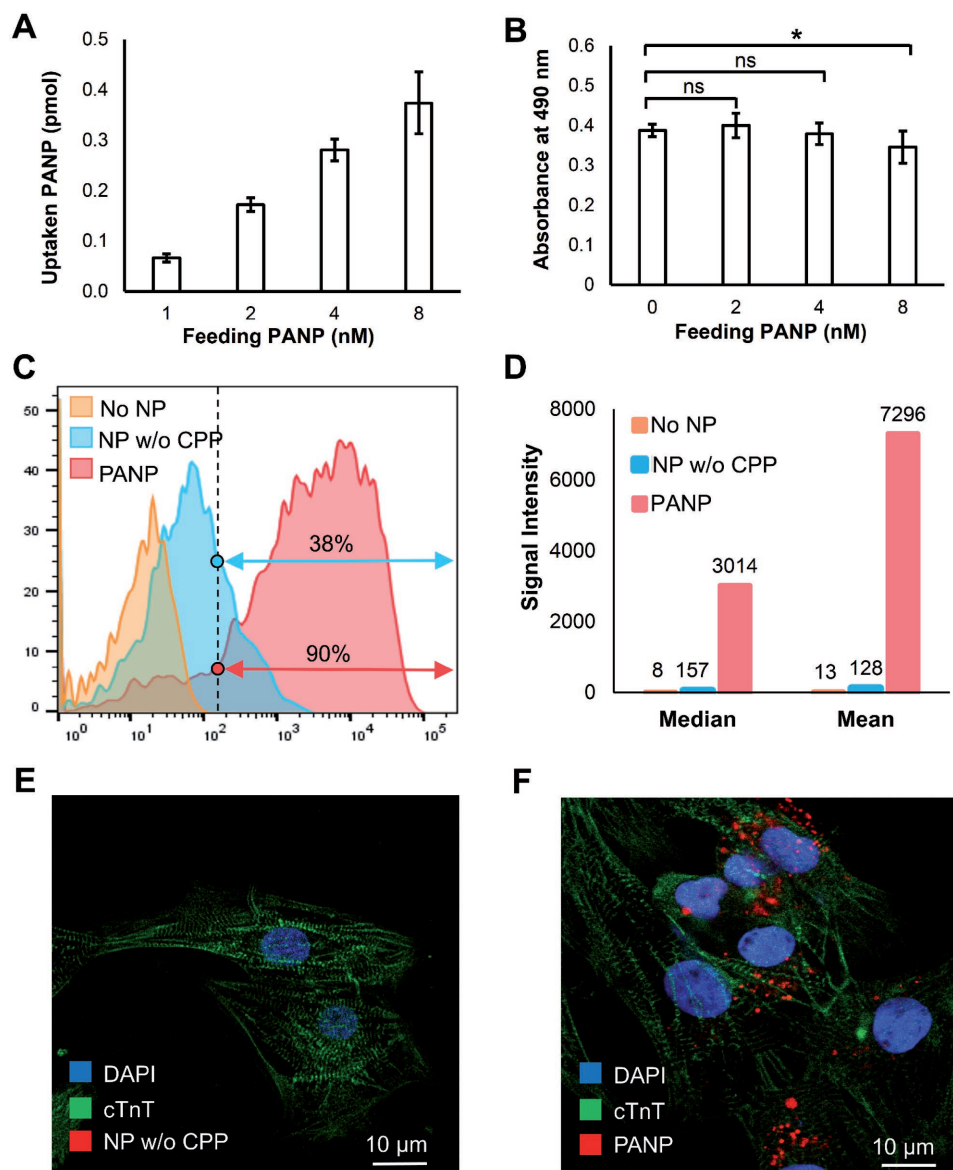 A
Uptaken PANP (pmol)
0.5
0.4
0.3
0.2
0.1
0.0
1 2 4 8
Feeding PANP (nM)
B
Absorbance at 490 nm
0.6
0.5
0.4
0.3
0.2
0.1
0
*
ns
ns
0 2 4 8
Feeding PANP (nM)
C
50
40
30
20
10
0
No NP
NP w/o CPP
PANP
38%
90%
10^0 10^1 10^2 10^3 10^4 10^5
D
Signal Intensity
8000
6000
4000
2000
0
No NP
NP w/o CPP
PANP
8 157 3014
13 128 7296
Median Mean
E
DAPI
cTnT
NP w/o CPP
10 μm
F
DAPI
cTnT
PANP
10 μm